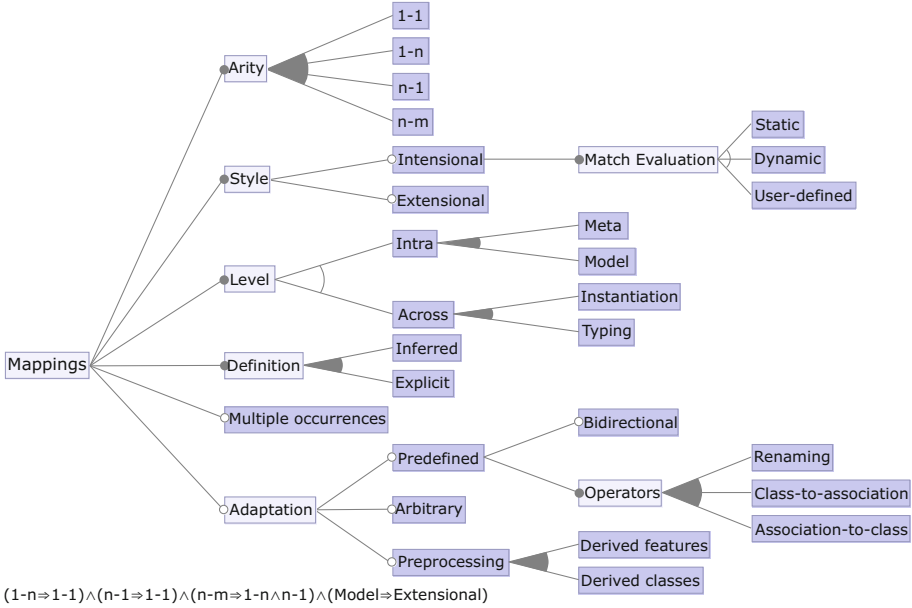 1-1
Arity
1-n
n-1
n-m
Static
Intensional
Match Evaluation
Dynamic
Style
Extensional
User-defined
Meta
Intra
Model
Level
Instantiation
Across
Typing
Inferred
Mappings
Definition
Explicit
Multiple occurrences
Bidirectional
Predefined
Renaming
Operators
Class-to-association
Adaptation
Arbitrary
Association-to-class
Derived features
Preprocessing
Derived classes
(1-n⇒1-1)∧(n-1⇒1-1)∧(n-m⇒1-n∧n-1)∧(Model⇒Extensional)